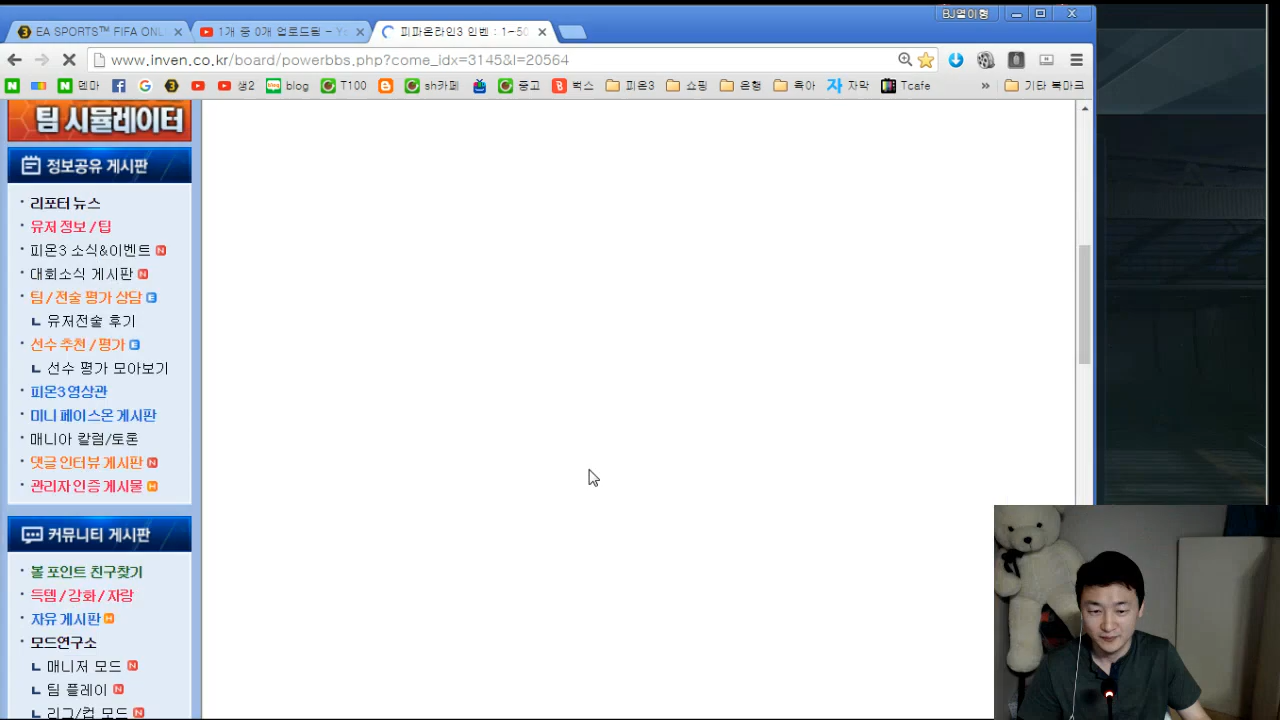 BJ열이형
EA SPORTS™ FIFA ONL
1개 중 0개 업로드됨 - Y
피파온라인3 인벤 : 1~50
www.inven.co.kr/board/powerbbs.php?come_idx=3145&l=20564
덴마
생2
blog
T100
sh카페
중고
벅스
피온3
쇼핑
은행
육아
자막
Tcafe
»
기타 북마크
팀 시뮬레이터
정보공유 게시판
리포터 뉴스
유저 정보 / 팁
피온3 소식&이벤트 N
대회소식 게시판 N
팀 / 전술 평가 상담 E
유저전술 후기
선수 추천 / 평가 E
선수 평가 모아보기
피온3 영상관
미니 페이스온 게시판
매니아 칼럼/토론
댓글 인터뷰 게시판 N
관리자 인증 게시물 H
커뮤니티 게시판
볼 포인트 친구찾기
득템 / 강화 / 자랑
자유 게시판 H
모드연구소
매니저 모드 N
팀 플레이 N
리그/컵 모드 N